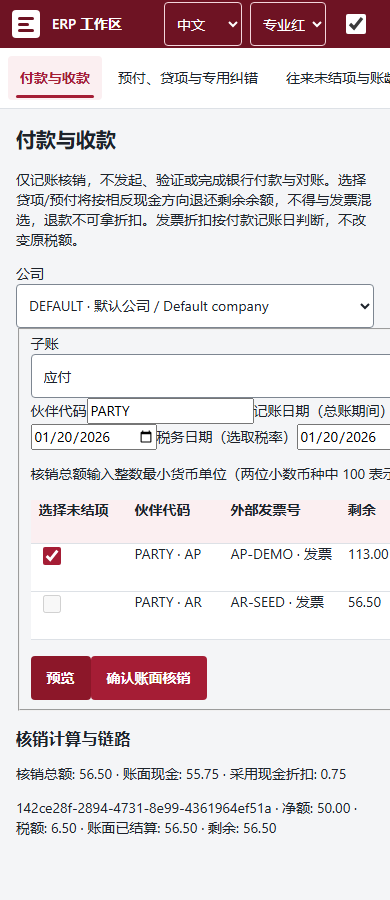 ERP 工作区
中文
专业红
付款与收款
预付、贷项与专用纠错
往来未结项与账
付款与收款
仅记账核销，不发起、验证或完成银行付款与对账。选择
贷项/预付将按相反现金方向退还剩余余额，不得与发票混
选，退款不可拿折扣。发票折扣按付款记账日判断，不改
变原税额。
公司
DEFAULT · 默认公司 / Default company
子账
应付
伙伴代码 PARTY 记账日期（总账期间）
01/20/2026 税务日期（选取税率） 01/20/2026
核销总额输入整数最小货币单位（两位小数币种中 100 表示
选择未结项 伙伴代码 外部发票号 剩余
PARTY · AP AP-DEMO · 发票 113.00
PARTY · AR AR-SEED · 发票 56.50
预览 确认账面核销
核销计算与链路
核销总额: 56.50 · 账面现金: 55.75 · 采用现金折扣: 0.75
142ce28f-2894-4731-8e99-4361964ef51a · 净额: 50.00 ·
税额: 6.50 · 账面已结算: 56.50 · 剩余: 56.50